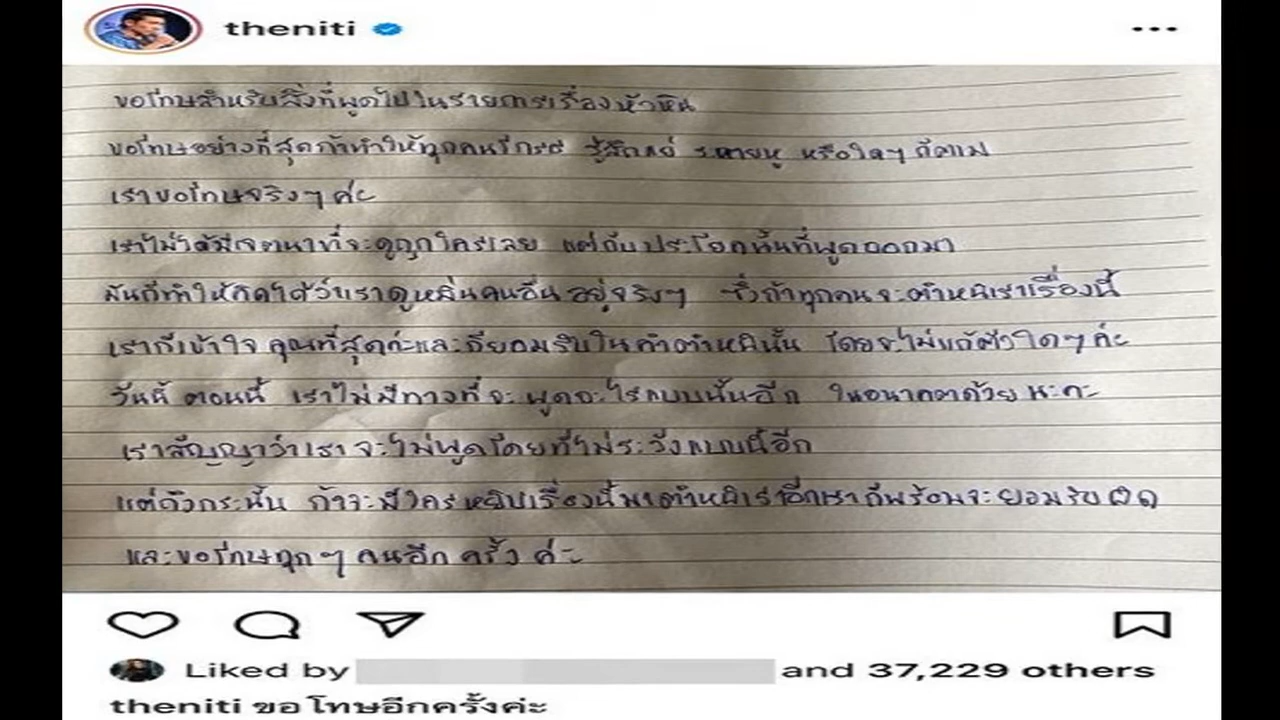 theniti
ขอโทษสำหรับสิ่งที่พูดไปในรายการเรื่องหัวหิน
ขอโทษอย่างที่สุดถ้าทำให้ทุกคนโกรธ รู้สึกแย่ ระคายหู หรือใดๆ ก็ตาม
เราขอโทษจริงๆ ค่ะ
เราไม่ได้มีเจตนาที่จะดูถูกใครเลย แต่กับประโยคนั้นที่พูดออกมา
มันก็ทำให้คิดได้ว่าเราดูหมิ่นคนอื่นอยู่จริงๆ ซึ่งถ้าทุกคนจะตำหนิเราเรื่องนี้
เราก็เข้าใจ คุณที่สุดค่ะและก็ยอมรับในคำตำหนินั้น โดยจะไม่แก้ตัวใดๆ ค่ะ
วันนี้ ตอนนี้ เราไม่มีทางที่จะพูดอะไรแบบนั้นอีก ในอนาคตด้วยนะคะ
เราสัญญาว่าเราจะไม่พูดโดยที่ไม่ระวังแบบนี้อีก
แต่ถึงกระนั้น ถ้าจะมีใครหยิบเรื่องนี้มาตำหนิเราอีกเราก็พร้อมจะยอมรับผิด
และขอโทษทุกๆ คนอีก ครั้ง ค่ะ
Liked by and 37,229 others
theniti ขอโทษอีกครั้งค่ะ